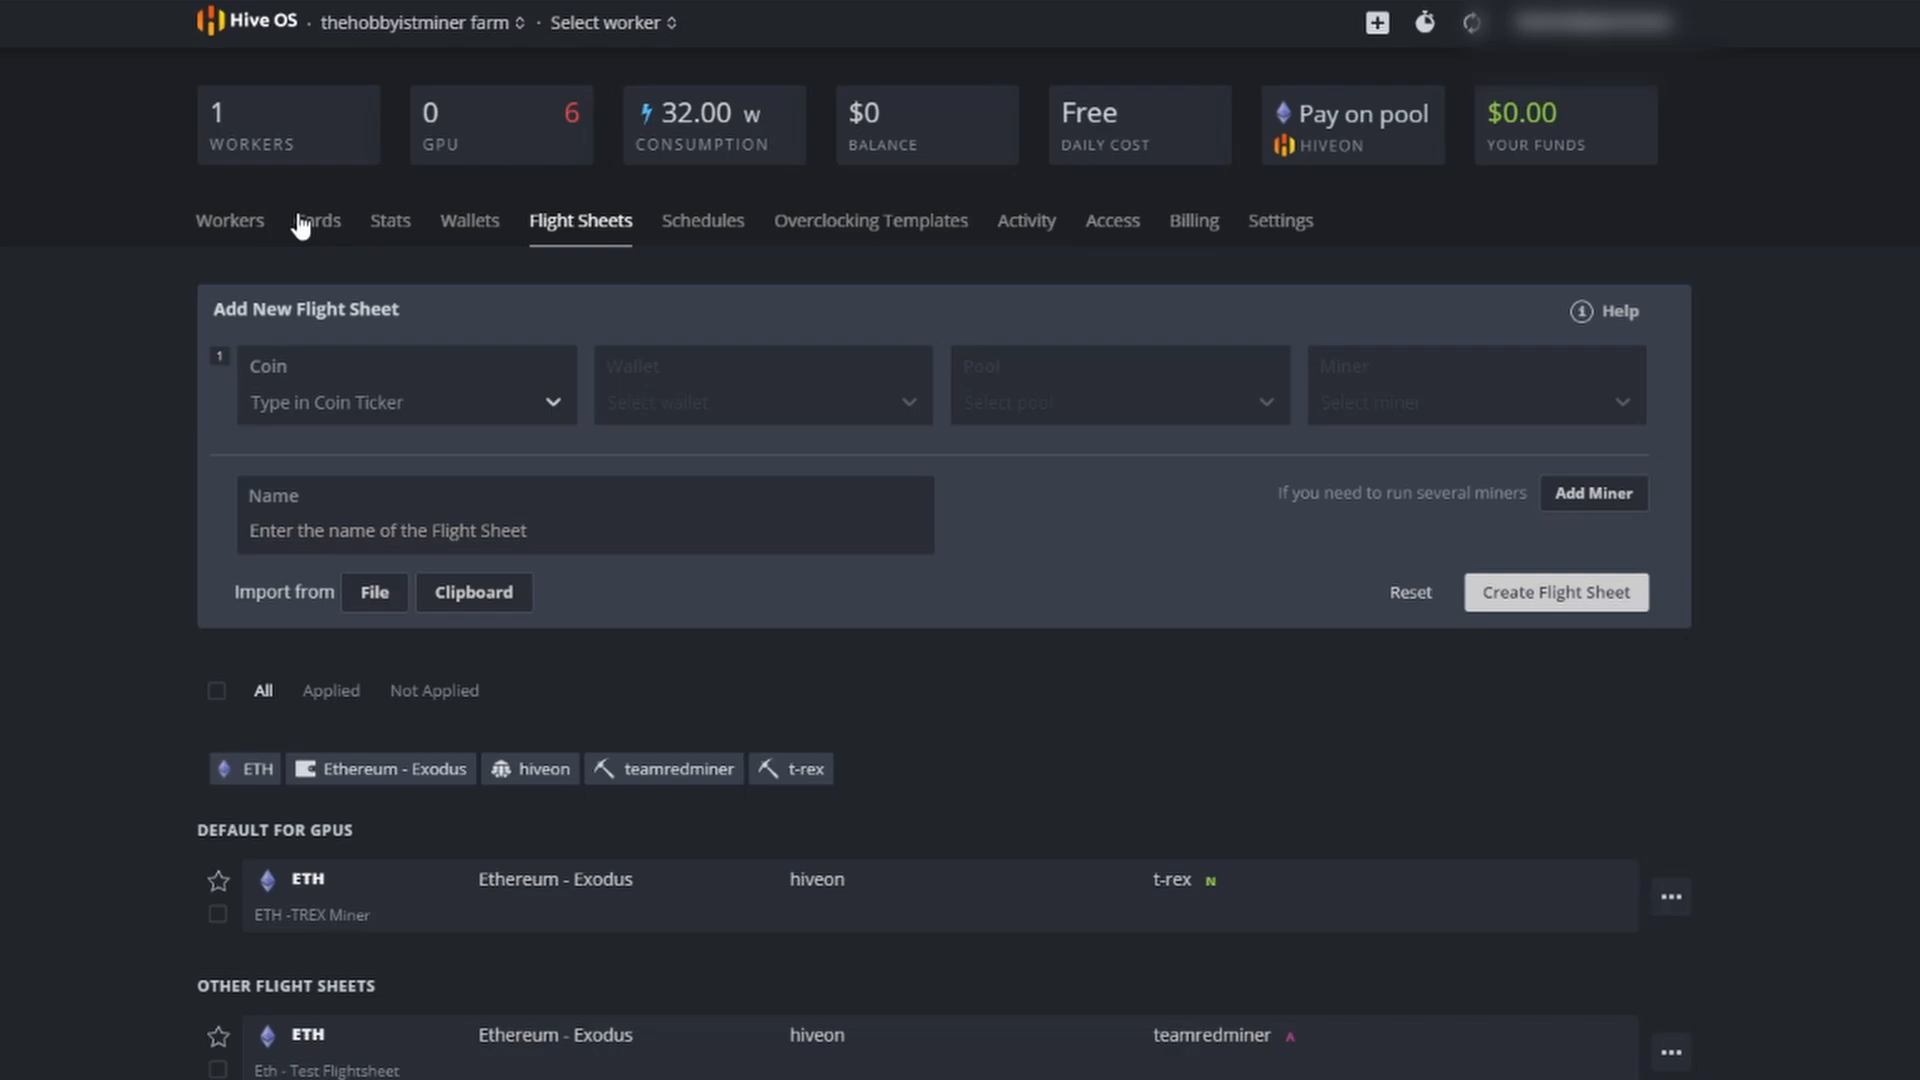 Hive OS · thehobbyistminer farm · Select worker
1 0 6 32.00 w $0 Free Pay on pool $0.00
WORKERS GPU CONSUMPTION BALANCE DAILY COST HIVEON YOUR FUNDS
Workers Stats Wallets Flight Sheets Schedules Overclocking Templates Activity Access Billing Settings
Add New Flight Sheet Help
1 Coin Wallet Pool Miner
Type in Coin Ticker Select wallet Select pool Select miner
Name
If you need to run several miners Add Miner
Enter the name of the Flight Sheet
Import from File Clipboard Reset Create Flight Sheet
All Applied Not Applied
ETH Ethereum - Exodus hiveon teamredminer t-rex
DEFAULT FOR GPUS
ETH Ethereum - Exodus hiveon t-rex N
ETH -TREX Miner
OTHER FLIGHT SHEETS
ETH Ethereum - Exodus hiveon teamredminer A
Eth - Test Flightsheet